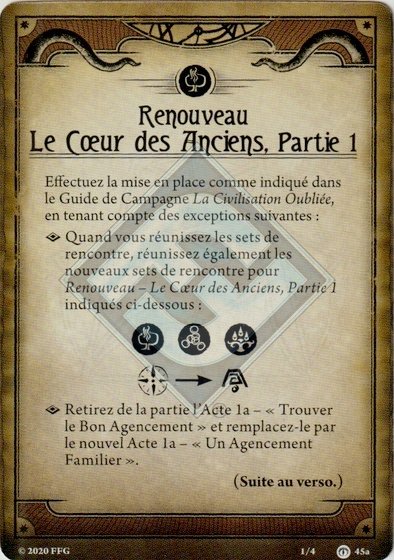 Renouveau
Le Cœur des Anciens, Partie 1
Effectuez la mise en place comme indiqué dans
le Guide de Campagne La Civilisation Oubliée,
en tenant compte des exceptions suivantes :
Quand vous réunissez les sets de
rencontre, réunissez également les
nouveaux sets de rencontre pour
Renouveau – Le Cœur des Anciens, Partie 1
indiqués ci-dessous :
Retirez de la partie l'Acte 1a – « Trouver
le Bon Agencement » et remplacez-le par
le nouvel Acte 1a – « Un Agencement
Familier ».
(Suite au verso.)
© 2020 FFG 1/4 45a